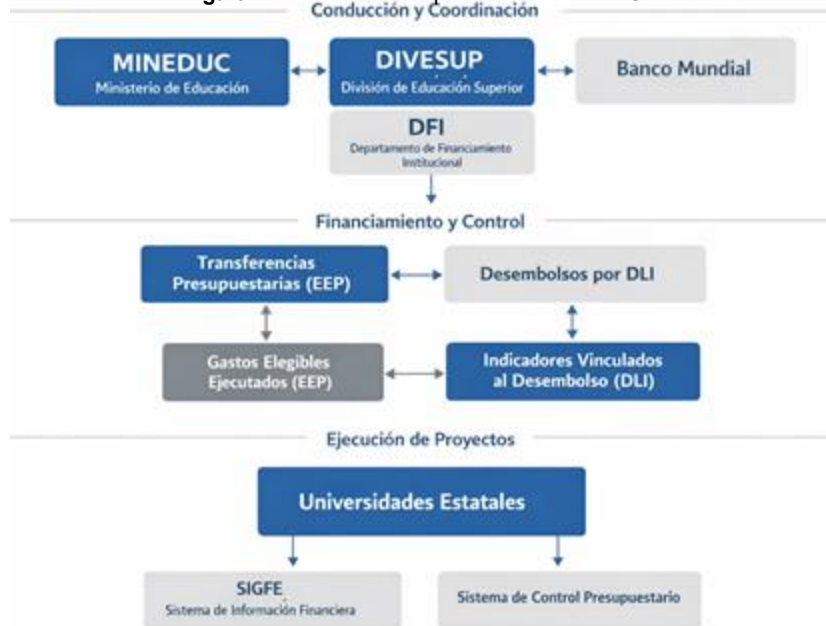 Conducción y Coordinación
MINEDUC
Ministerio de Educación
DIVESUP
División de Educación Superior
Banco Mundial
DFI
Departamento de Financiamiento
Institucional
Financiamiento y Control
Transferencias
Presupuestarias (EEP)
Desembolsos por DLI
Gastos Elegibles
Ejecutados (EEP)
Indicadores Vinculados
al Desembolso (DLI)
Ejecución de Proyectos
Universidades Estatales
SIGFE
Sistema de Información Financiera
Sistema de Control Presupuestario